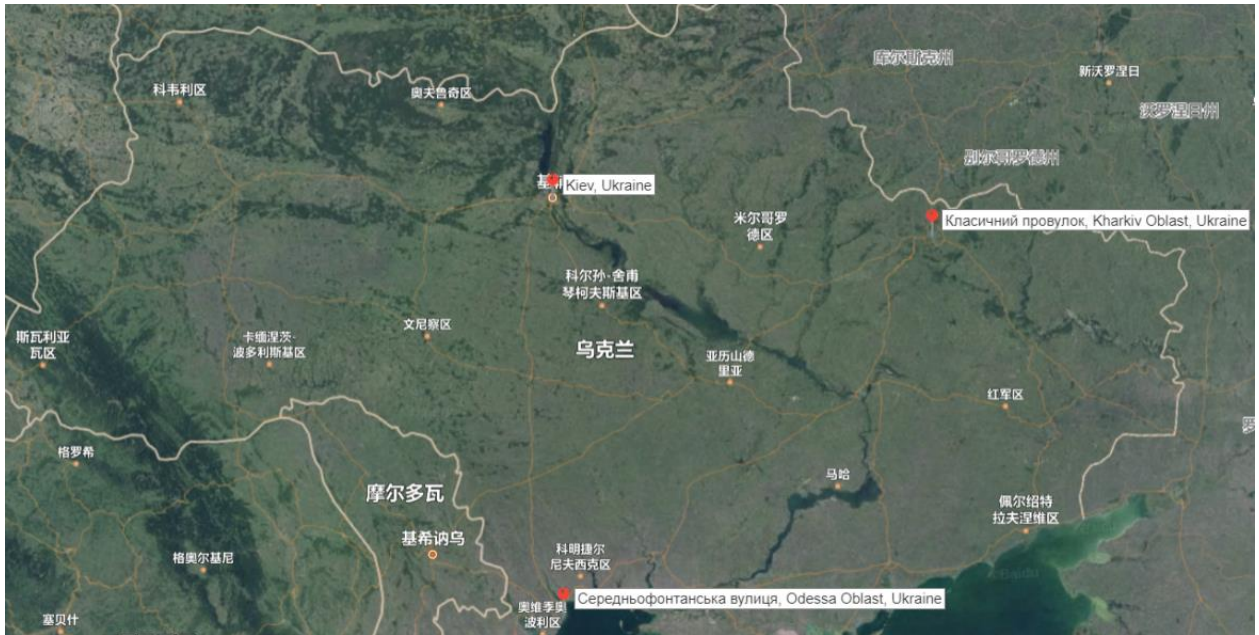 库尔斯克州
新沃罗涅日
科韦利区
奥夫鲁奇区
沃罗涅日州
别尔哥罗德州
Kiev, Ukraine
米尔哥罗
德区
Класичний провулок, Kharkiv Oblast, Ukraine
科尔孙-舍甫
琴柯夫斯基区
斯瓦利亚
瓦区
卡缅涅茨-
波多利斯基区
文尼察区
乌克兰
亚历山德
里亚
红军区
格罗希
摩尔多瓦
马哈
佩尔绍特
拉夫涅维区
基希讷乌
格奥尔基尼
科明捷尔
尼夫西克区
Середньофонтанська вулиця, Odessa Oblast, Ukraine
奥维季奥
波利区
塞贝什